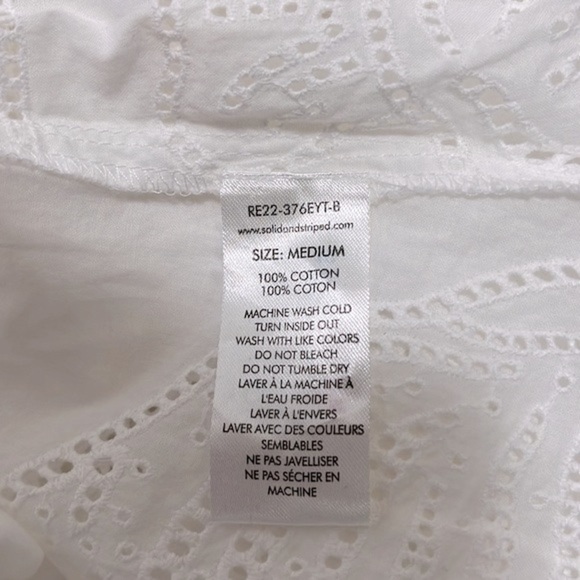 RE22-376EYT-B
www.solidandstriped.com
SIZE: MEDIUM
100% COTTON
100% COTON
MACHINE WASH COLD
TURN INSIDE OUT
WASH WITH LIKE COLORS
DO NOT BLEACH
DO NOT TUMBLE DRY
LAVER À LA MACHINE À
L'EAU FROIDE
LAVER À L'ENVERS
LAVER AVEC DES COULEURS
SEMBLABLES
NE PAS JAVELLISER
NE PAS SÉCHER EN
MACHINE